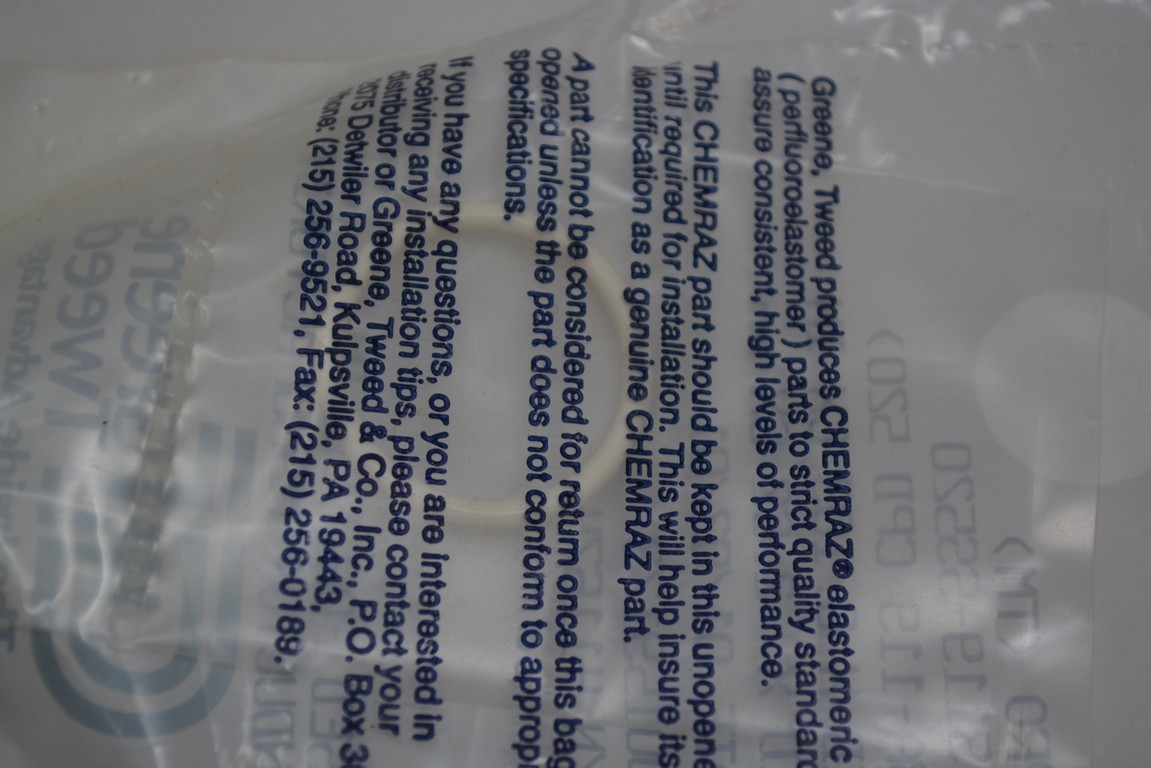 Greene, Tweed produces CHEMRAZ® elastomeric
( perfluoroelastomer ) parts to strict quality standard
assure consistent, high levels of performance.
This CHEMRAZ part should be kept in this unopene
until required for installation. This will help insure its
identification as a genuine CHEMRAZ part.
A part cannot be considered for return once this bag
opened unless the part does not conform to appropr
specifications.
If you have any questions, or you are interested in
receiving any installation tips, please contact your
distributor or Greene, Tweed & Co., Inc., P.O. Box 3
2075 Detwiler Road, Kulpsville, PA 19443,
Phone: (215) 256-9521, Fax: (215) 256-0189.